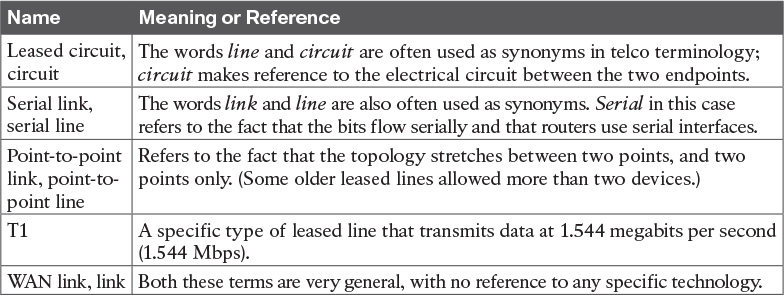 Name Meaning or Reference
Leased circuit, The words line and circuit are often used as synonyms in telco terminology;
circuit circuit makes reference to the electrical circuit between the two endpoints.
Serial link, The words link and line are also often used as synonyms. Serial in this case
serial line refers to the fact that the bits flow serially and that routers use serial interfaces.
Point-to-point Refers to the fact that the topology stretches between two points, and two
link, point-to- points only. (Some older leased lines allowed more than two devices.)
point line
T1 A specific type of leased line that transmits data at 1.544 megabits per second
(1.544 Mbps).
WAN link, link Both these terms are very general, with no reference to any specific technology.